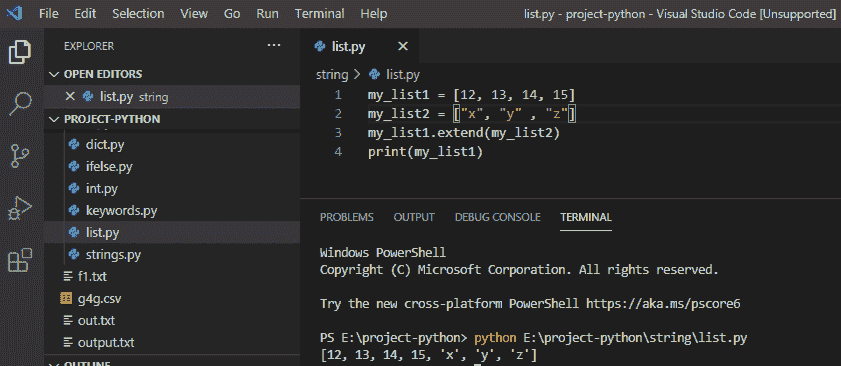 File Edit Selection View Go Run Terminal Help list.py - project-python - Visual Studio Code [Unsupported]
EXPLORER ...
OPEN EDITORS
list.py string
PROJECT-PYTHON
dict.py
ifelse.py
int.py
keywords.py
list.py
strings.py
f1.txt
g4g.csv
out.txt
output.txt
OUTLINE
list.py
string > list.py
1 my_list1 = [12, 13, 14, 15]
2 my_list2 = ["x", "y" , "z"]
3 my_list1.extend(my_list2)
4 print(my_list1)
PROBLEMS OUTPUT DEBUG CONSOLE TERMINAL
Windows PowerShell
Copyright (C) Microsoft Corporation. All rights reserved.
Try the new cross-platform PowerShell https://aka.ms/pscore6
PS E:\project-python> python E:\project-python\string\list.py
[12, 13, 14, 15, 'x', 'y', 'z']